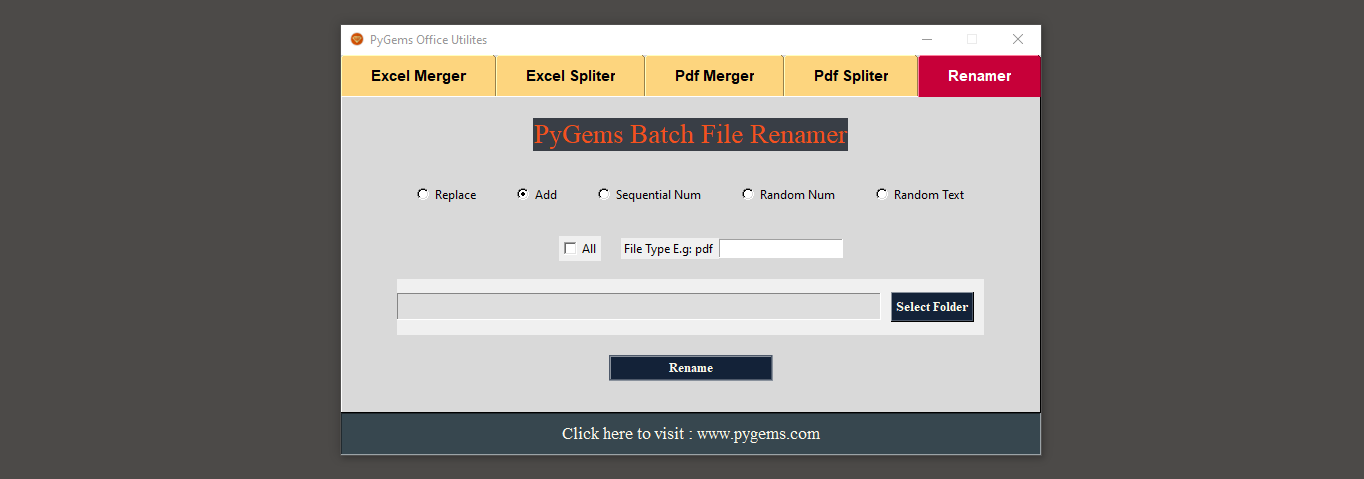 PyGems Office Utilites
Excel Merger Excel Spliter Pdf Merger Pdf Spliter Renamer
PyGems Batch File Renamer
Replace Add Sequential Num Random Num Random Text
All File Type E.g: pdf
Select Folder
Rename
Click here to visit : www.pygems.com